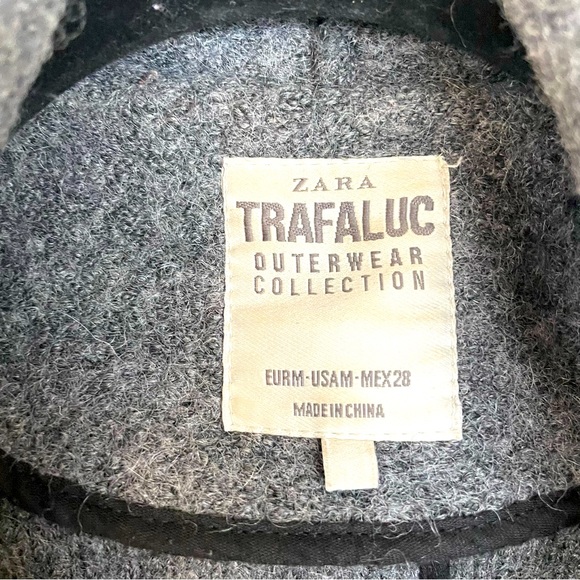 ZARA
TRAFALUC
OUTERWEAR
COLLECTION
EURM-USAM-MEX28
MADE IN CHINA